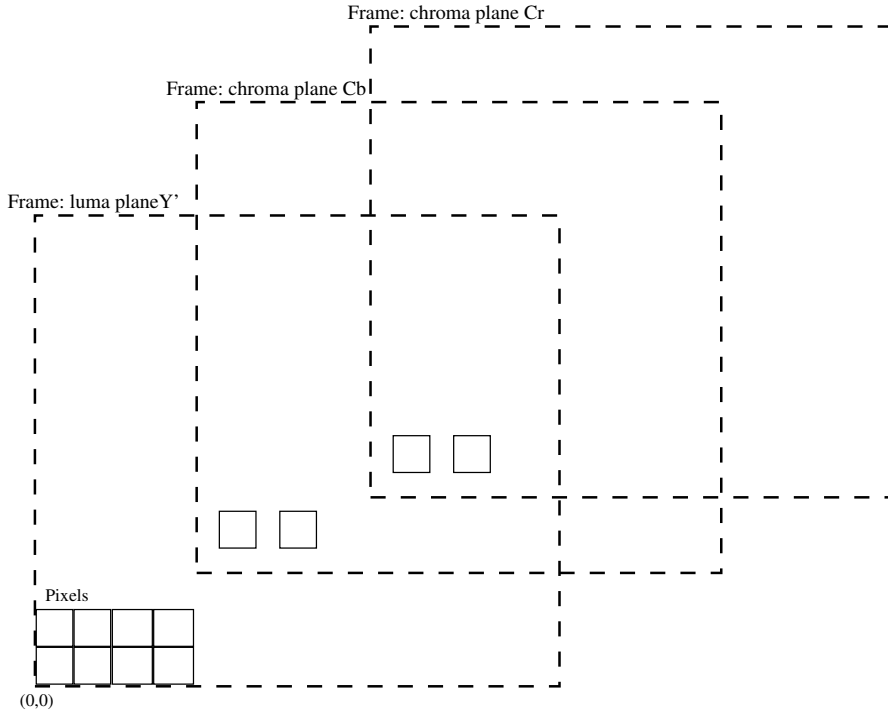 Frame: chroma plane Cr
Frame: chroma plane Cb
Frame: luma planeY’
Pixels
(0,0)